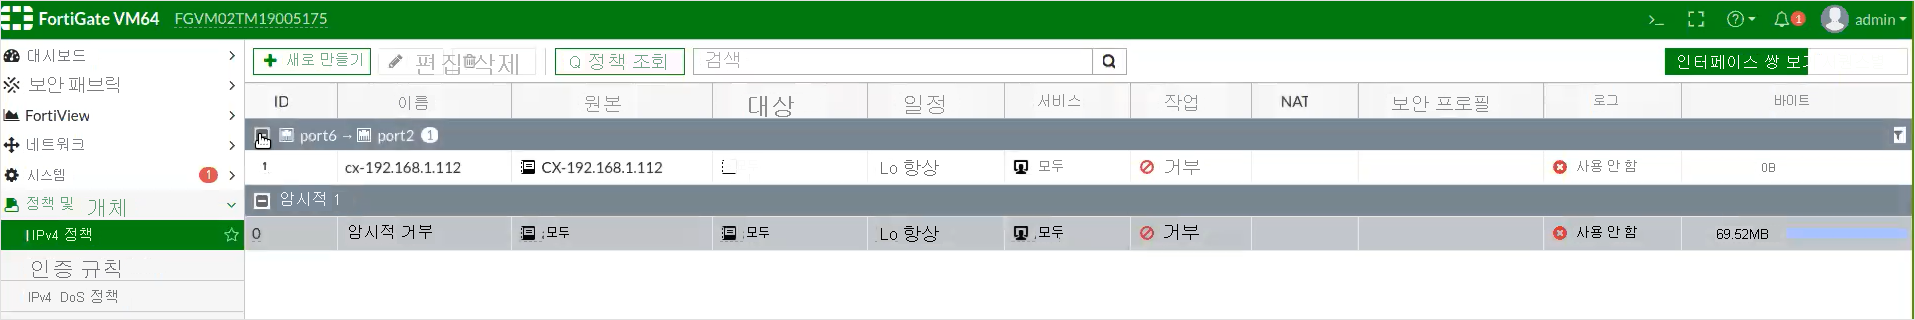 FortiGate VM64 FGVM02TM19005175
>_ 1 admin
대시보드
보안 패브릭
FortiView
네트워크
시스템 1
정책 및 개체
IPv4 정책
인증 규칙
IPv4 DoS 정책
새로 만들기 편집 삭제 Q 정책 조회 검색 인터페이스 쌍 보기
ID 이름 원본 대상 일정 서비스 작업 NAT 보안 프로필 로그 바이트
port6 → port2 1
1 cx-192.168.1.112 CX-192.168.1.112 Lo 항상 모두 거부 사용 안 함 0B
암시적 1
0 암시적 거부 모두 모두 Lo 항상 모두 거부 사용 안 함 69.52MB